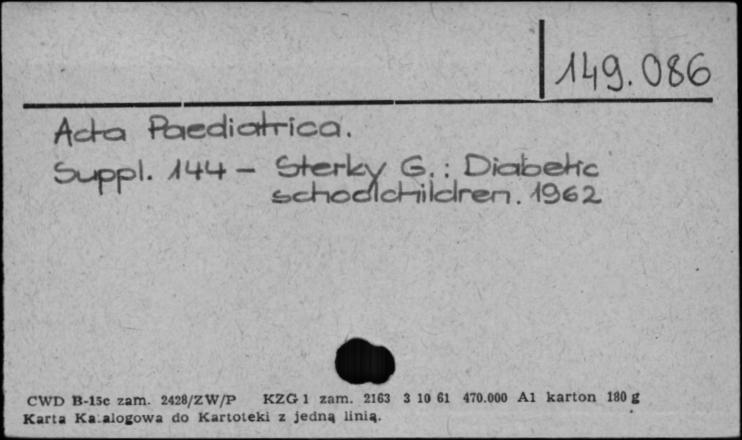 149.086
Acta Paediatrica.
Suppl. 144 - Sterky G.: Diabetic
schoolchildren. 1962
CWD B-15c zam. 2428/ZW/P KZG 1 zam. 2163 3 10 61 470.000 A1 karton 180 g
Karta Katalogowa do Kartoteki z jedną linią.